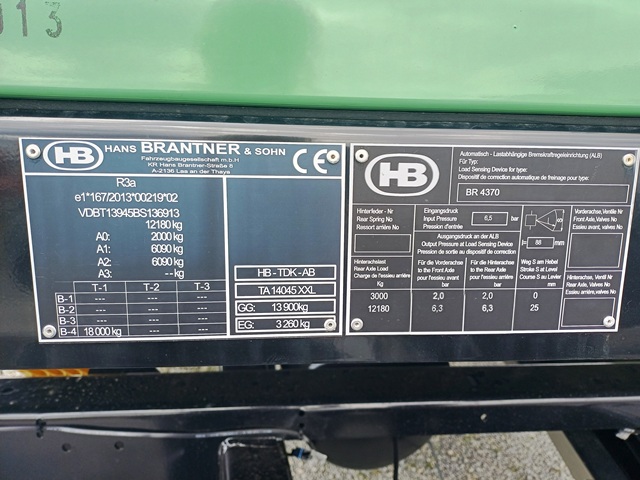 013
HB HANS BRANTNER & SOHN
Fahrzeugbaugesellschaft m.b.H
KR Hans Brantner-Straße 6
A-2136 Laa an der Thaya
CE
R3a
e1*167/2013*00219*02
VDBT13945BS136913
12180 kg
A0: 2000 kg
A1: 6090 kg
A2: 6090 kg
A3: -- kg
T-1 T-2 T-3
B-1 --- --- ---
B-2 --- --- ---
B-3 --- --- ---
B-4 18 000 kg --- ---
HB-TDK-AB
TA 14045 XXL
GG: 13 900 kg
EG: 3 260 kg
HB
Automatisch - Lastabhängige Bremskraftregeleinrichtung (ALB)
Für Typ:
Load Sensing Device for type:
Dispositif de correction automatique de freinage pour type:
BR 4370
Hinterfeder - Nr
Rear Spring No
Ressort arrière No
Eingangsdruck
Input Pressure
Pression d'entrée
6,5 bar
l= 88 mm
Vorderachse, Ventil Nr
Front Axle, valves No
Essieu avant, valves No
Ausgangsdruck an der ALB
Output Pressure at Load Sensing Device
Pression de sortie au dispositif
Hinterachslast
Rear Axle Load
Charge de l'essieu arrière
Kg
Für die Vorderachse
to the Front Axle
pour l'essieu avant
bar
Für die Hinterachse
to the Rear Axle
pour l'essieu arrière
bar
Weg S am Hebel
Stroke S at Level
Course S au Levier
mm
Hinterachse, Ventil Nr
Rear Axle, valves No
Essieu arrière, valves No
3000 2,0 2,0 0
12180 6,3 6,3 25